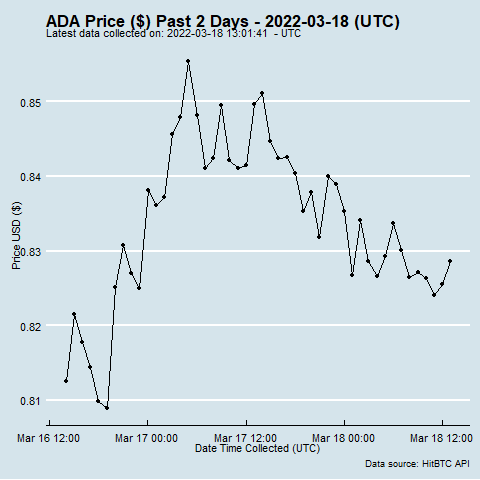 ADA Price ($) Past 2 Days - 2022-03-18 (UTC)
Latest data collected on: 2022-03-18 13:01:41 - UTC
Price USD ($)
0.85
0.84
0.83
0.82
0.81
Mar 16 12:00 Mar 17 00:00 Mar 17 12:00 Mar 18 00:00 Mar 18 12:00
Date Time Collected (UTC)
Data source: HitBTC API